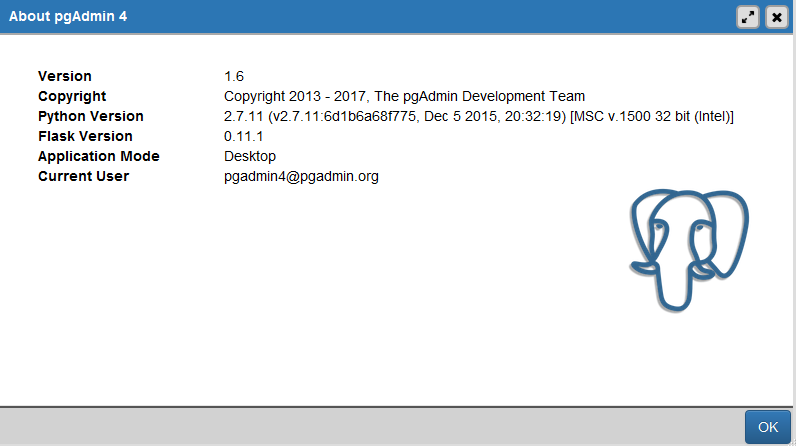 About pgAdmin 4
Version 1.6
Copyright Copyright 2013 - 2017, The pgAdmin Development Team
Python Version 2.7.11 (v2.7.11:6d1b6a68f775, Dec 5 2015, 20:32:19) [MSC v.1500 32 bit (Intel)]
Flask Version 0.11.1
Application Mode Desktop
Current User pgadmin4@pgadmin.org
OK